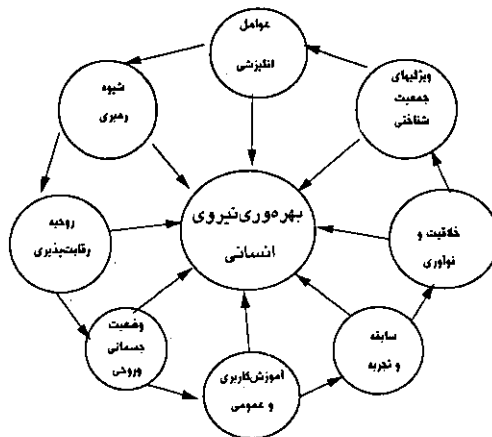 عوامل
انگیزشی
ویژگیهای
جمعیت
شناختی
شیوه
رهبری
بهره‌وری نیروی
انسانی
خلاقیت و
نوآوری
روحیه
رقابت‌پذیری
وضعیت
جسمانی
وروحی
سابقه
و تجربه
آموزش کاربری
و عمومی